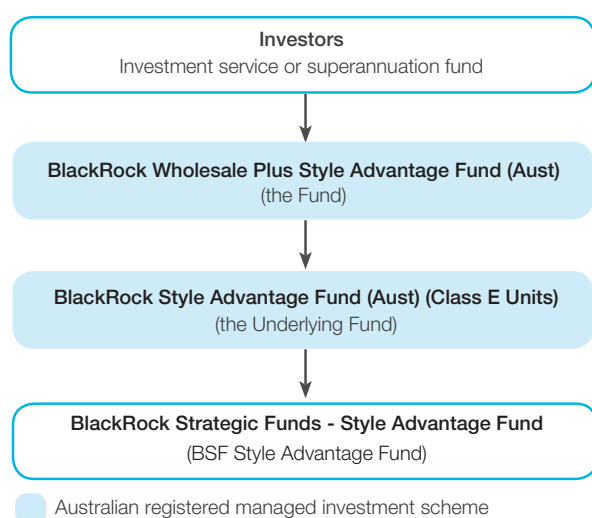 Investors
Investment service or superannuation fund
BlackRock Wholesale Plus Style Advantage Fund (Aust)
(the Fund)
BlackRock Style Advantage Fund (Aust) (Class E Units)
(the Underlying Fund)
BlackRock Strategic Funds - Style Advantage Fund
(BSF Style Advantage Fund)
Australian registered managed investment scheme